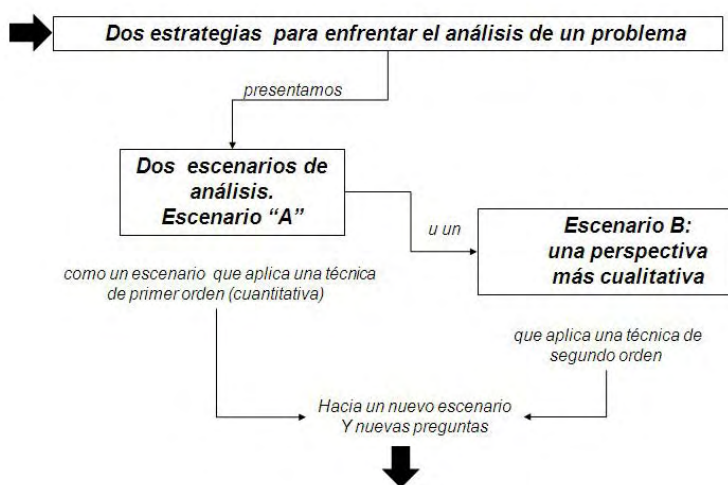 Dos estrategias para enfrentar el análisis de un problema
presentamos
Dos escenarios de
análisis.
Escenario “A”
u un
Escenario B:
una perspectiva
más cualitativa
como un escenario que aplica una técnica
de primer orden (cuantitativa)
que aplica una técnica de
segundo orden
Hacia un nuevo escenario
Y nuevas preguntas